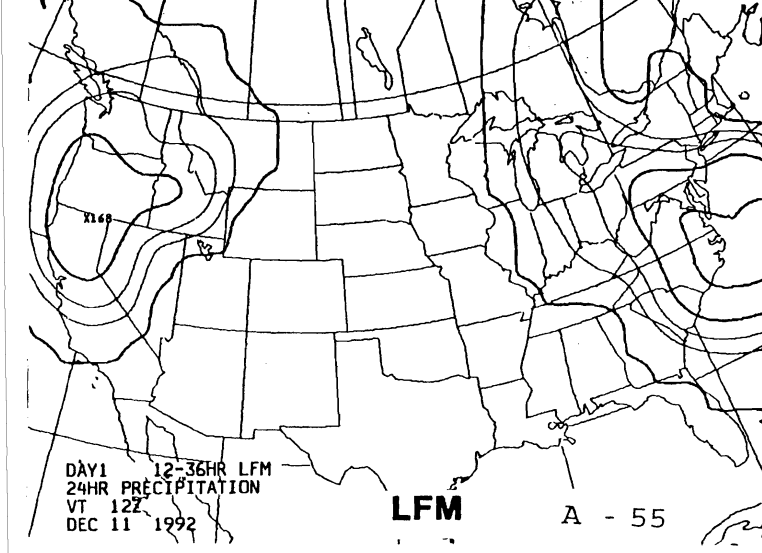 X168
DAY1 12-36HR LFM
24HR PRECIPITATION
VT 12Z
DEC 11 1992
LFM
A - 55